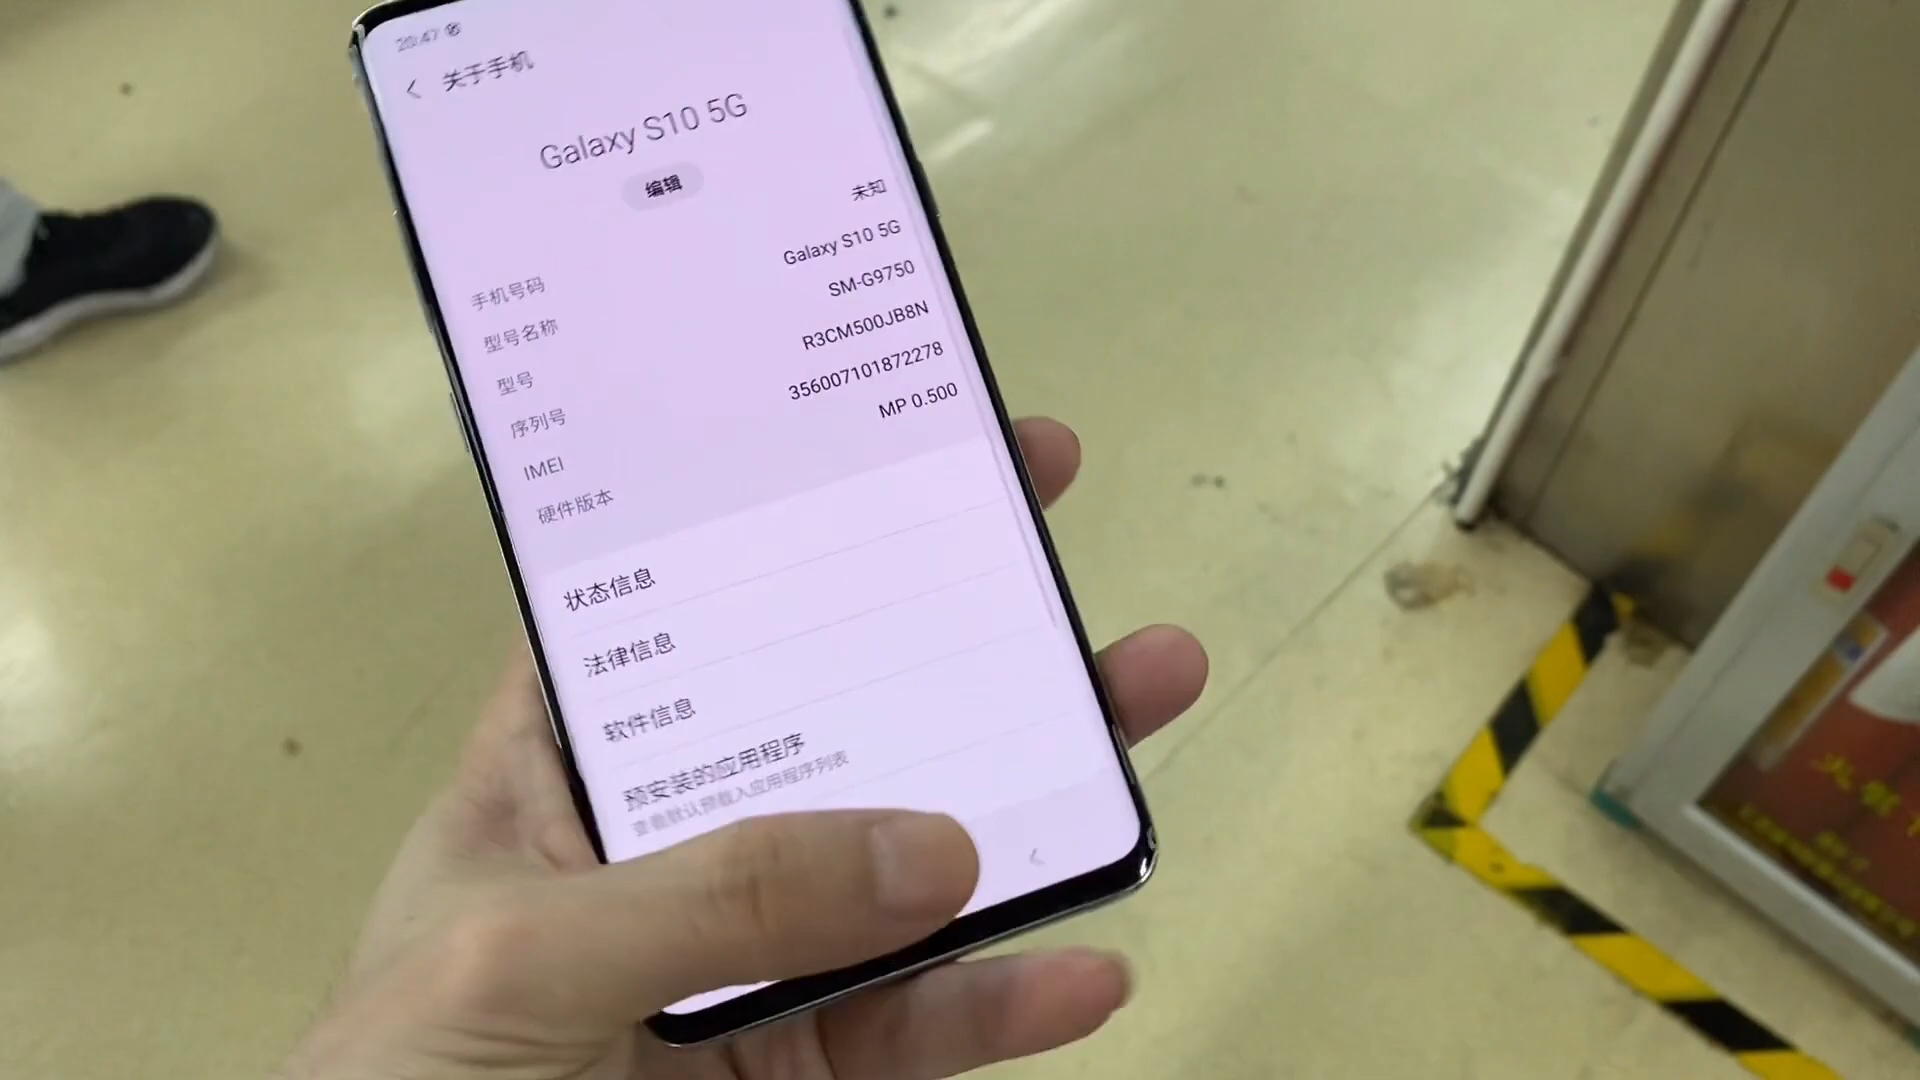 20:47
关于手机
Galaxy S10 5G
编辑
手机号码 未知
型号名称 Galaxy S10 5G
型号 SM-G9750
序列号 R3CM500JB8N
IMEI 356007101872278
硬件版本 MP 0.500
状态信息
法律信息
软件信息
预安装的应用程序
查看默认预载入应用程序列表